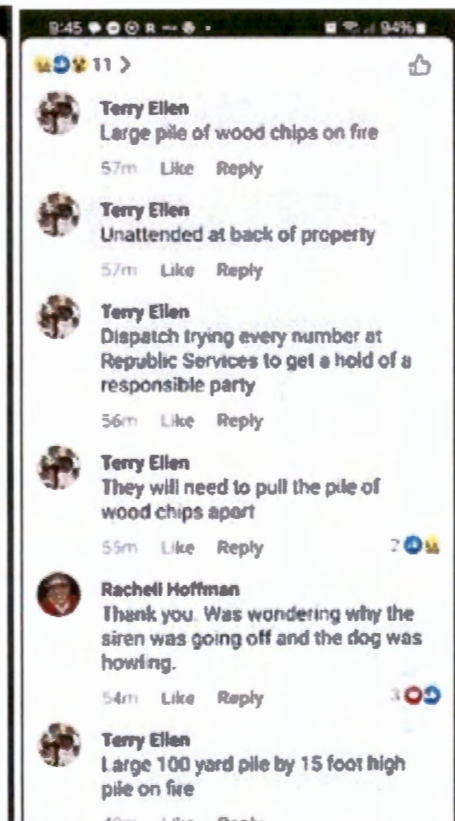 9:45 94%
11 >
Terry Ellen
Large pile of wood chips on fire
57m Like Reply
Terry Ellen
Unattended at back of property
57m Like Reply
Terry Ellen
Dispatch trying every number at
Republic Services to get a hold of a
responsible party
56m Like Reply
Terry Ellen
They will need to pull the pile of
wood chips apart
55m Like Reply 2
Rachell Hoffman
Thank you. Was wondering why the
siren was going off and the dog was
howling.
54m Like Reply 3
Terry Ellen
Large 100 yard pile by 15 foot high
pile on fire
Like Reply